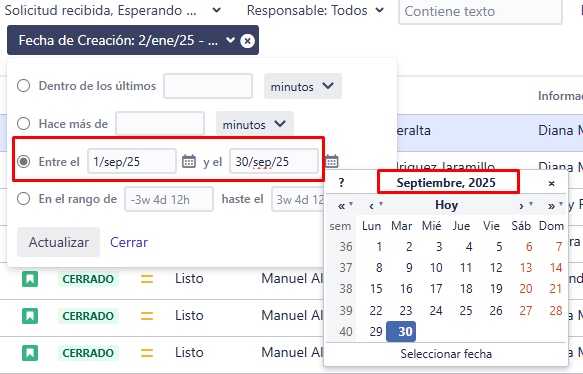 Solicitud recibida, Esperando ... Responsable: Todos Contiene texto
Fecha de Creación: 2/ene/25 - ...
Dentro de los últimos minutos
Informac
Hace más de minutos
eralta Diana M
Entre el 1/sep/25 y el 30/sep/25
Diana M
En el rango de -3w 4d 12h hasta el 3w 4d 12h
Actualizar Cerrar
? Septiembre, 2025 ×
« ‹ Hoy › »
sem Lun Mar Mié Jue Vie Sáb Dom
36 1 2 3 4 5 6 7
37 8 9 10 11 12 13 14
38 15 16 17 18 19 20 21
39 22 23 24 25 26 27 28
40 29 30
Seleccionar fecha
CERRADO Listo Manuel Al
CERRADO Listo Manuel Al
CERRADO Listo Manuel Al